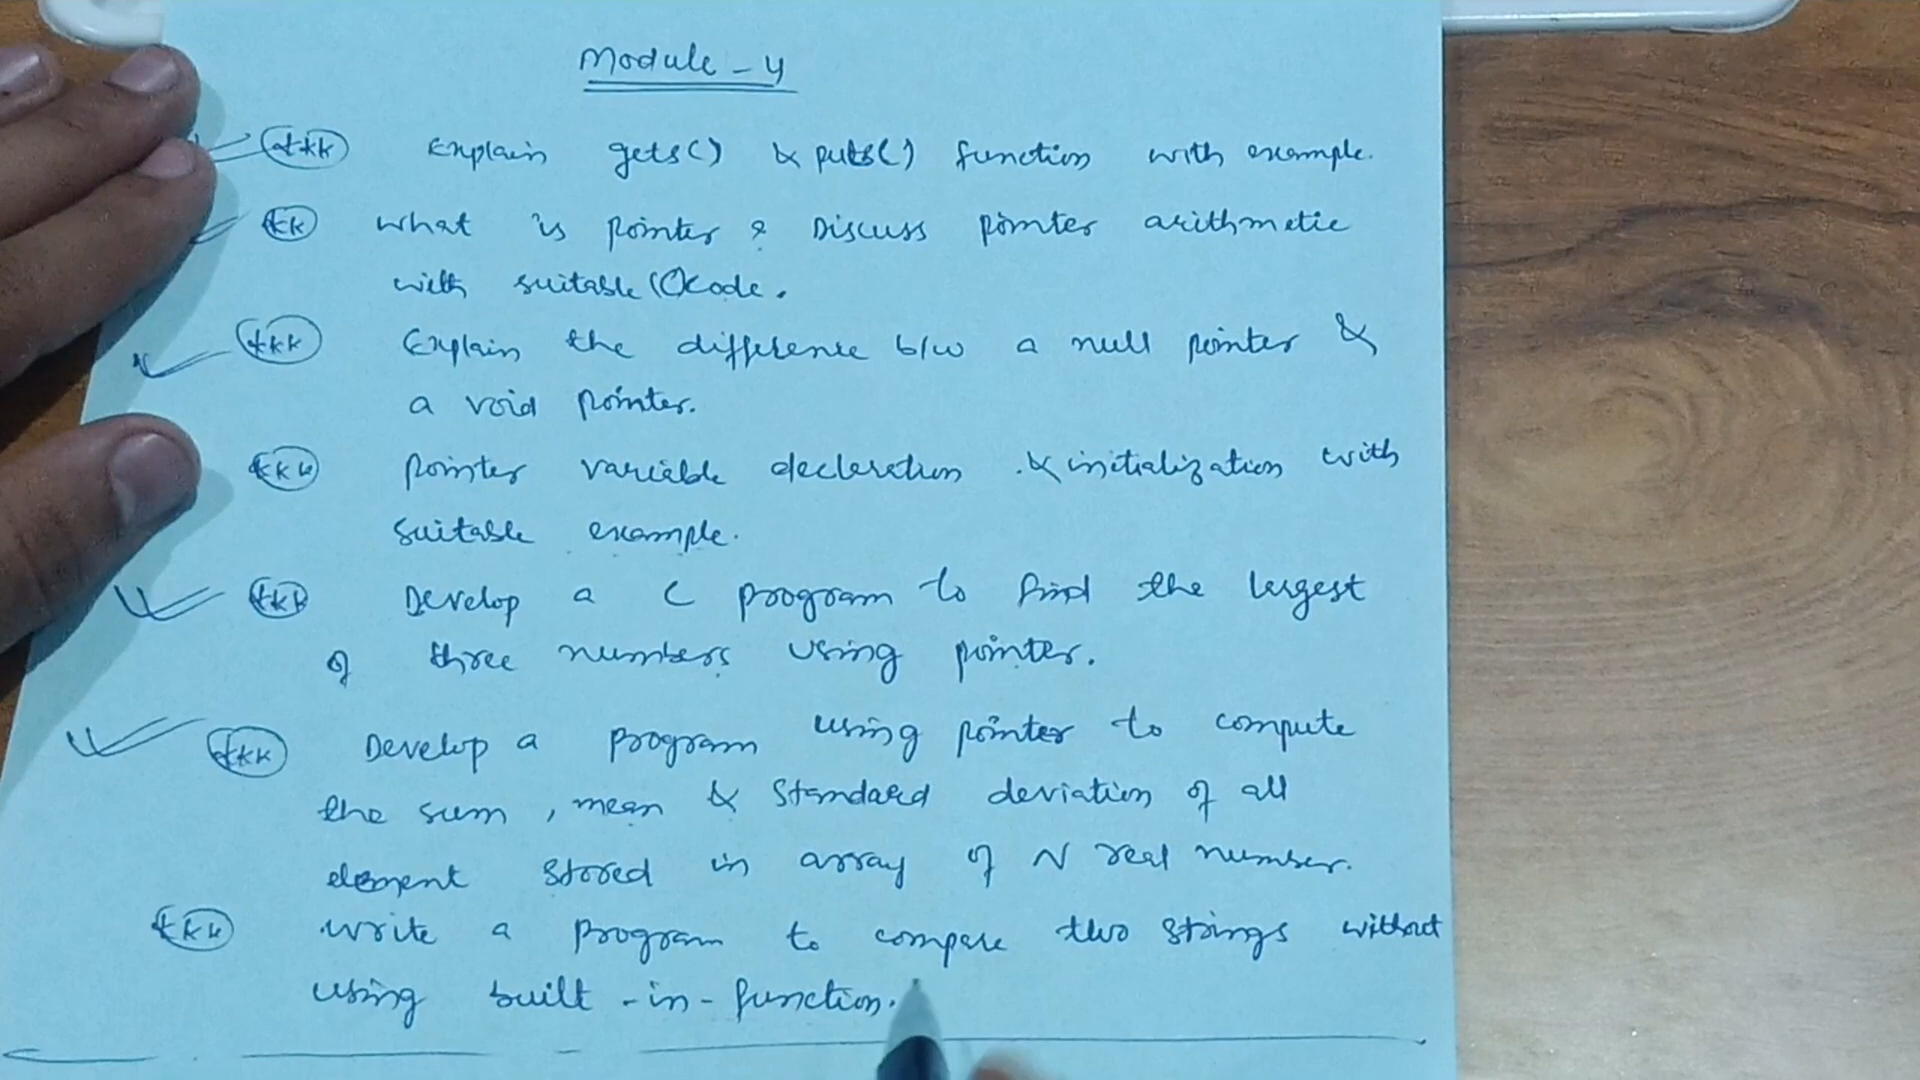 Module - 4
*** Explain gets() & puts() function with example.
** What is pointer ? Discuss pointer arithmetic
with suitable code.
*** Explain the difference b/w a null pointer &
a void pointer.
*** pointer variable decleration & initialization with
suitable example.
*** Develop a C program to find the largest
of three numbers using pointer.
*** Develop a program using pointer to compute
the sum, mean & standard deviation of all
element stored in array of N real number.
*** write a program to compare two strings without
using built-in-function.